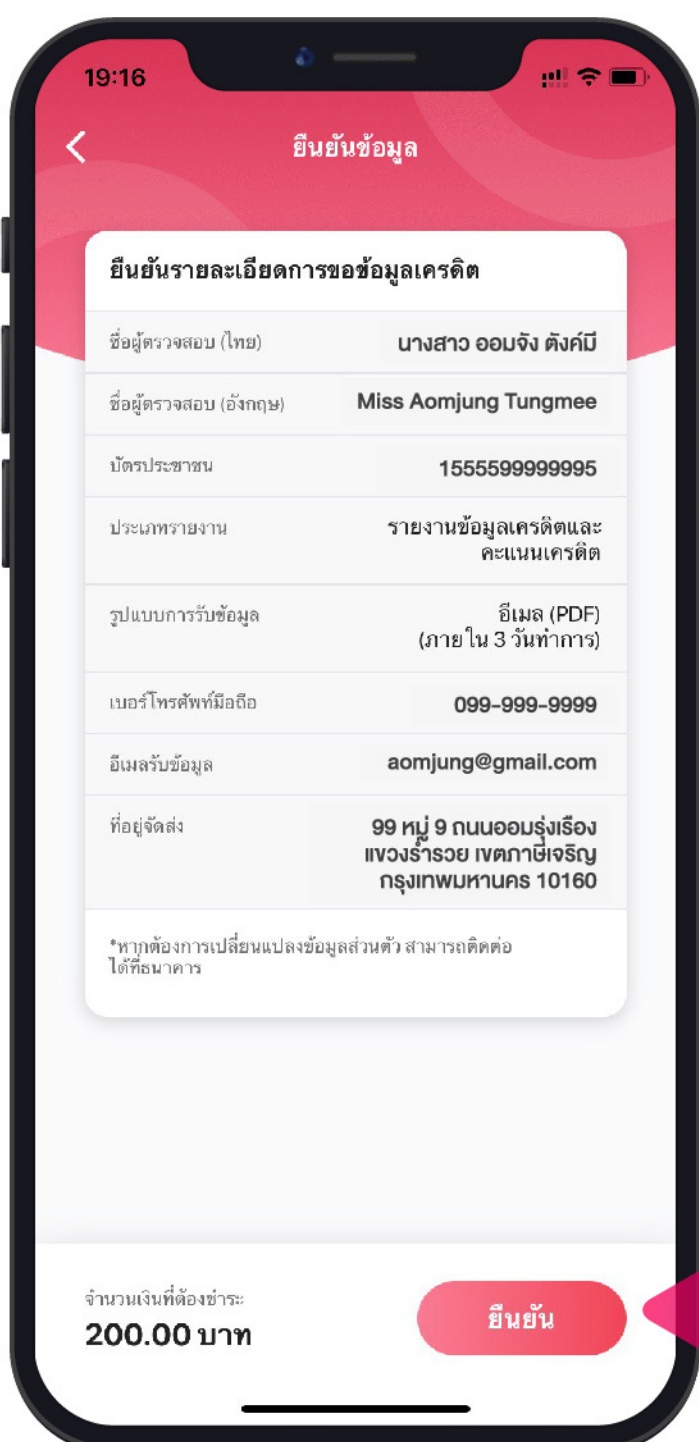 19:16
ยืนยันข้อมูล
ยืนยันรายละเอียดการขอข้อมูลเครดิต
ชื่อผู้ตรวจสอบ (ไทย) นางสาว ออมจัง ตังค์มี
ชื่อผู้ตรวจสอบ (อังกฤษ) Miss Aomjung Tungmee
บัตรประชาชน 1555599999995
ประเภทรายงาน รายงานข้อมูลเครดิตและ
คะแนนเครดิต
รูปแบบการรับข้อมูล อีเมล (PDF)
(ภายใน 3 วันทำการ)
เบอร์โทรศัพท์มือถือ 099-999-9999
อีเมลรับข้อมูล aomjung@gmail.com
ที่อยู่จัดส่ง 99 หมู่ 9 ถนนออมรุ่งเรือง
แขวงร่ำรวย เขตภาษีเจริญ
กรุงเทพมหานคร 10160
*หากต้องการเปลี่ยนแปลงข้อมูลส่วนตัว สามารถติดต่อ
ได้ที่ธนาคาร
จำนวนเงินที่ต้องชำระ
200.00 บาท
ยืนยัน